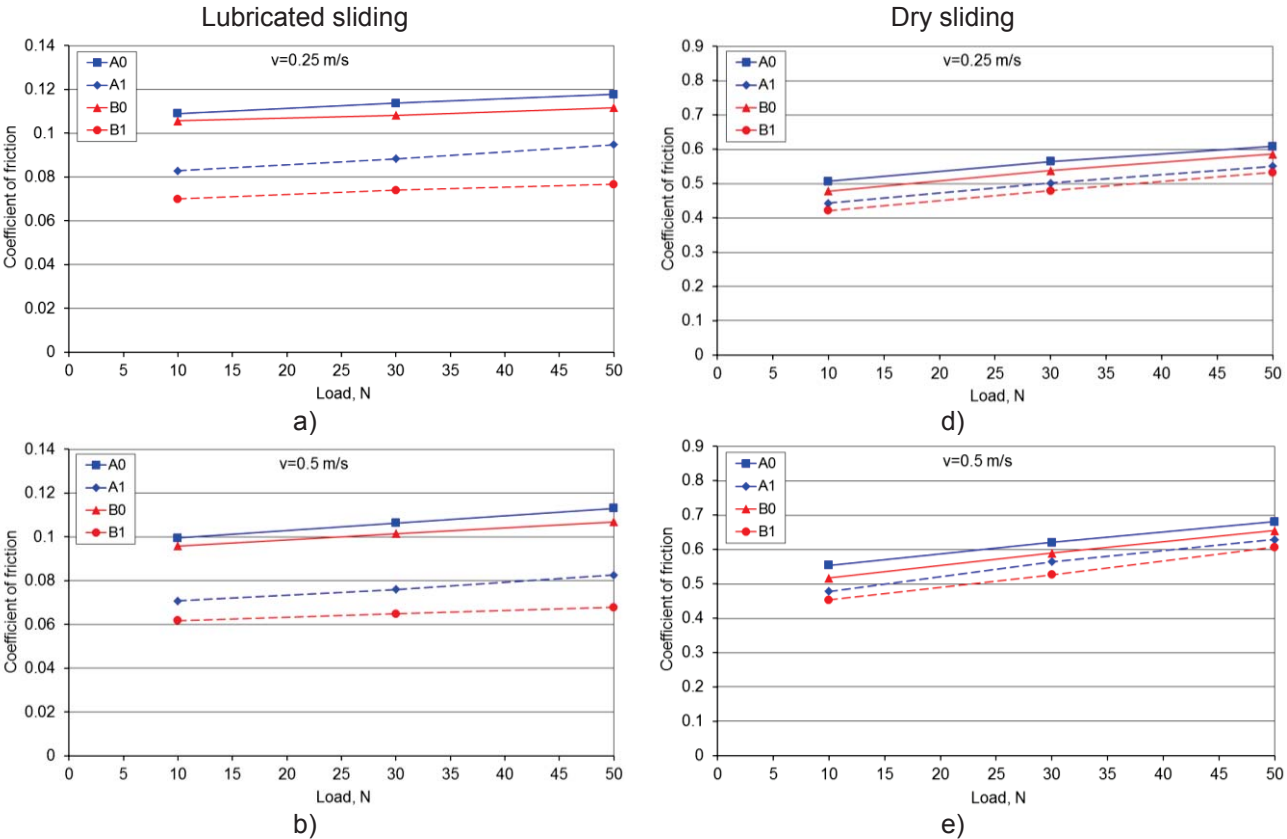 Lubricated sliding
0.14
0.12
0.1
0.08
0.06
0.04
0.02
0
Coefficient of friction
A0
A1
B0
B1
v=0.25 m/s
0 5 10 15 20 25 30 35 40 45 50
Load, N
a)
Dry sliding
0.9
0.8
0.7
0.6
0.5
0.4
0.3
0.2
0.1
0
Coefficient of friction
A0
A1
B0
B1
v=0.25 m/s
0 5 10 15 20 25 30 35 40 45 50
Load, N
d)
0.14
0.12
0.1
0.08
0.06
0.04
0.02
0
Coefficient of friction
A0
A1
B0
B1
v=0.5 m/s
0 5 10 15 20 25 30 35 40 45 50
Load, N
b)
0.9
0.8
0.7
0.6
0.5
0.4
0.3
0.2
0.1
0
Coefficient of friction
A0
A1
B0
B1
v=0.5 m/s
0 5 10 15 20 25 30 35 40 45 50
Load, N
e)